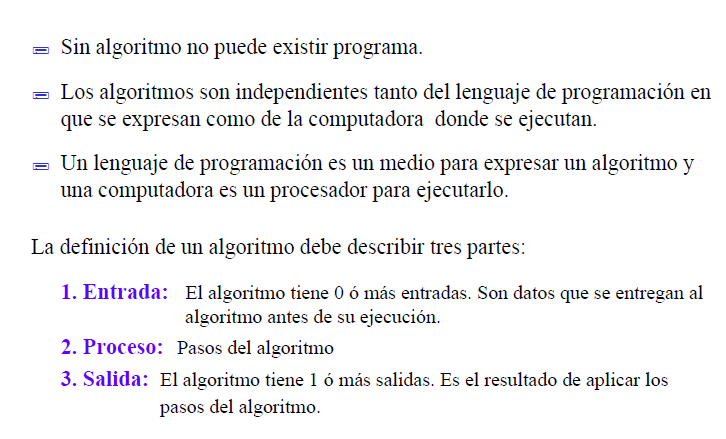 Sin algoritmo no puede existir programa.
Los algoritmos son independientes tanto del lenguaje de programación en
que se expresan como de la computadora donde se ejecutan.
Un lenguaje de programación es un medio para expresar un algoritmo y
una computadora es un procesador para ejecutarlo.
La definición de un algoritmo debe describir tres partes:
1. Entrada: El algoritmo tiene 0 ó más entradas. Son datos que se entregan al
algoritmo antes de su ejecución.
2. Proceso: Pasos del algoritmo
3. Salida: El algoritmo tiene 1 ó más salidas. Es el resultado de aplicar los
pasos del algoritmo.